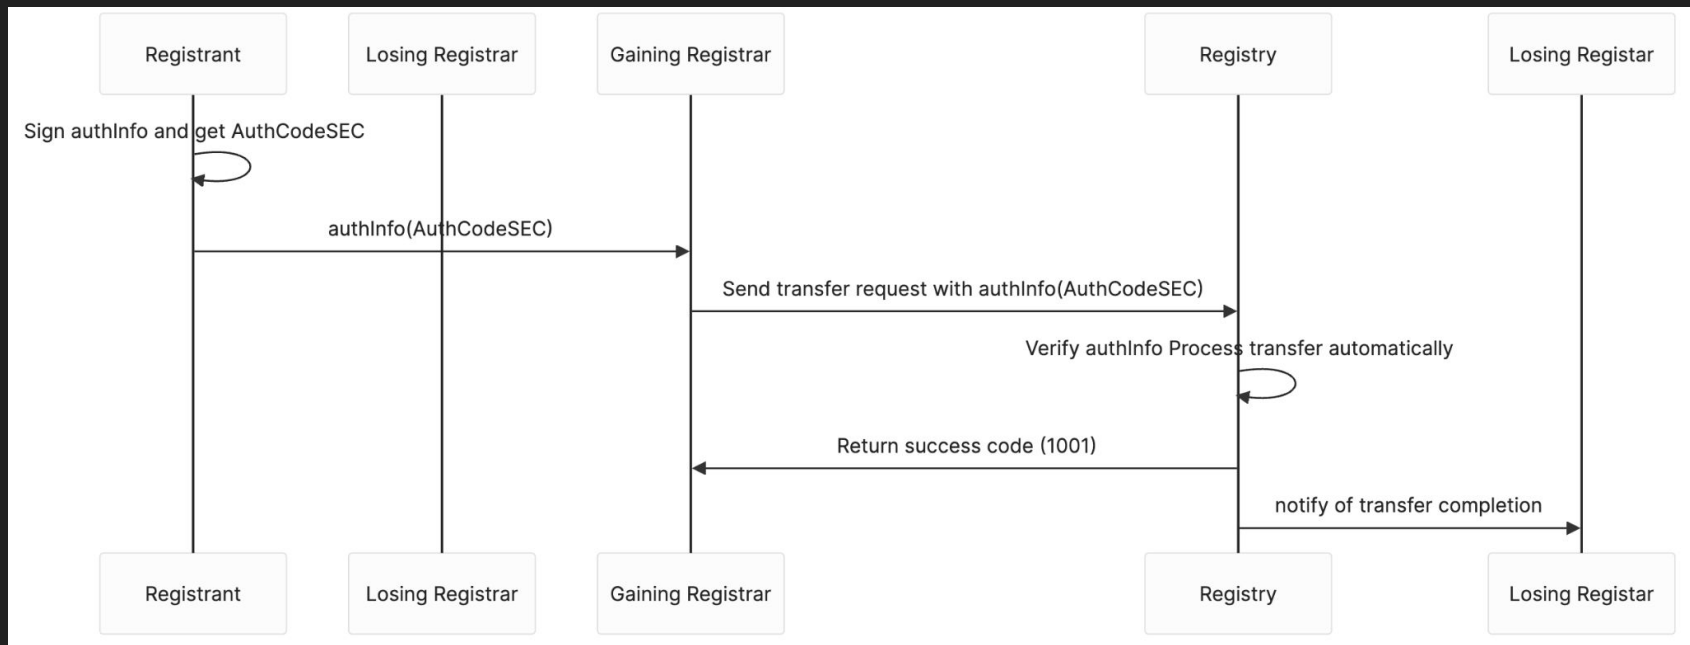 Registrant
Losing Registrar
Gaining Registrar
Registry
Losing Registar
Sign authInfo and get AuthCodeSEC
authInfo(AuthCodeSEC)
Send transfer request with authInfo(AuthCodeSEC)
Verify authInfo Process transfer automatically
Return success code (1001)
notify of transfer completion
Registrant
Losing Registrar
Gaining Registrar
Registry
Losing Registar